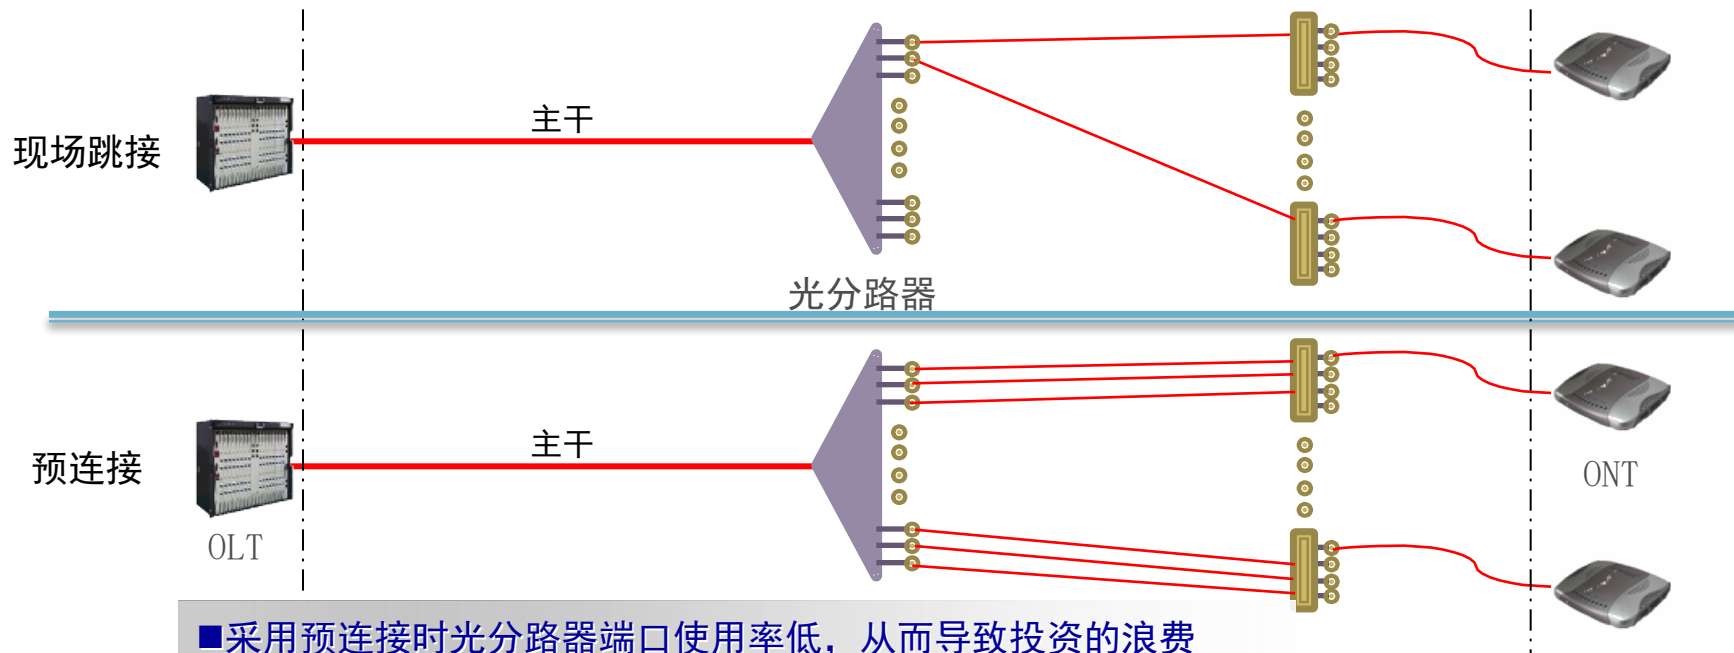 主干
现场跳接
光分路器
主干
预连接
ONT
OLT
■采用预连接时光分路器端口使用率低，从而导致投资的浪费